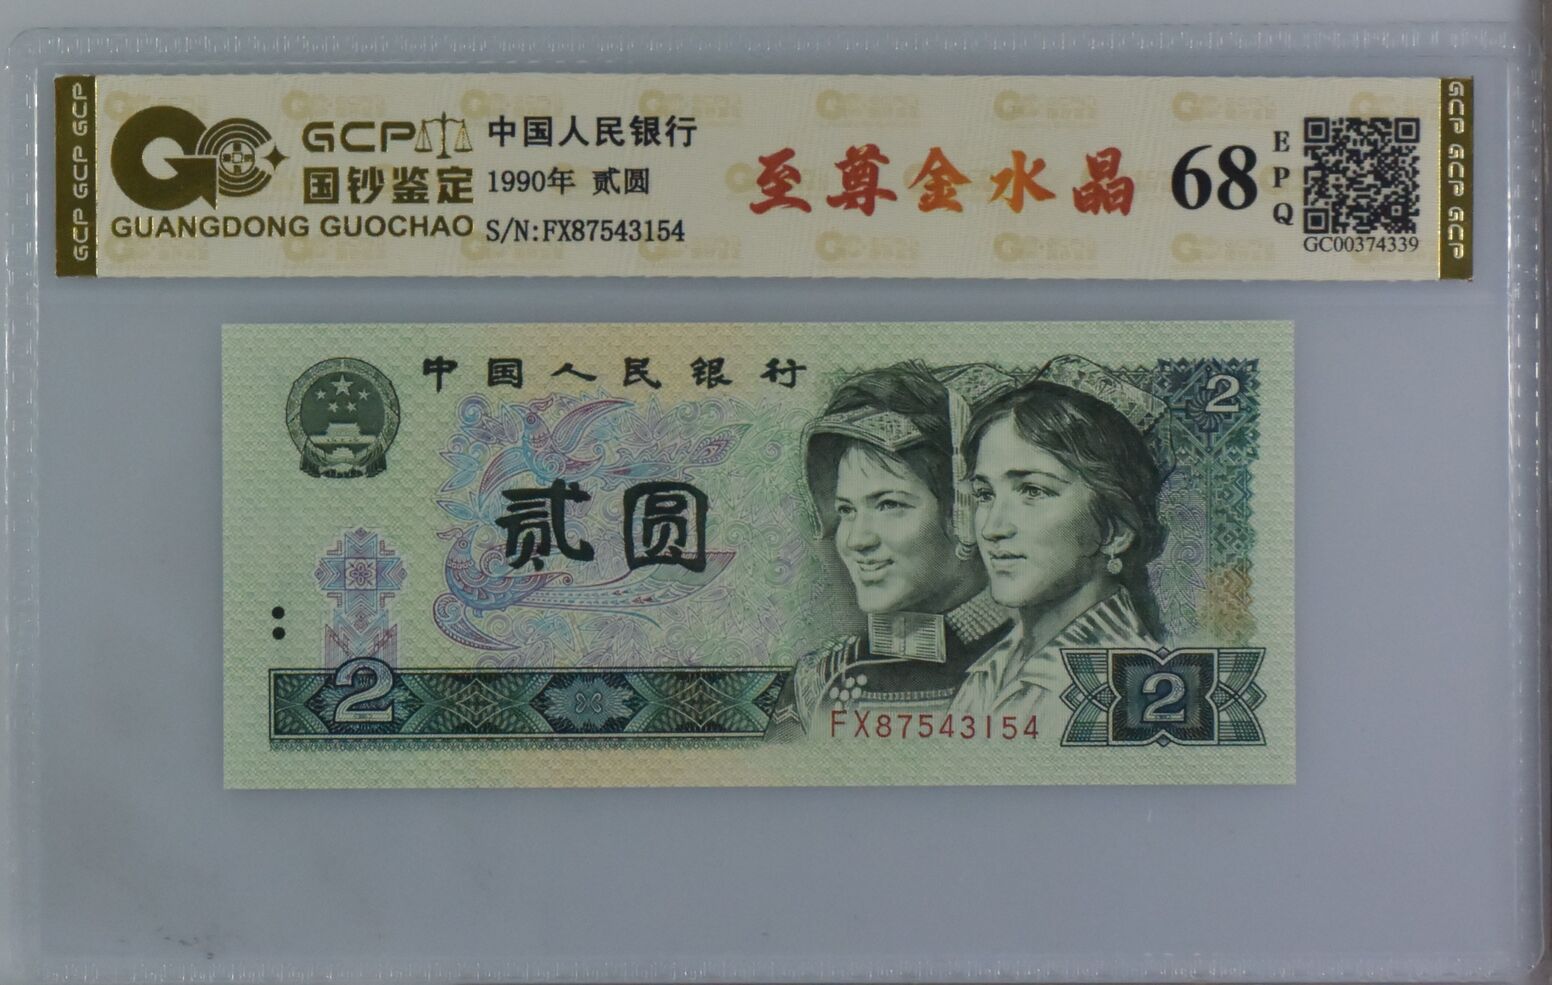 GCP GCP GCP
GCP
国钞鉴定
GUANGDONG GUOCHAO
中国人民银行
1990年 贰圆
S/N:FX87543154
至尊金水晶
68
EPQ
GC00374339
GCP GCP GCP
中国人民银行
2
贰圆
2
FX87543154
2